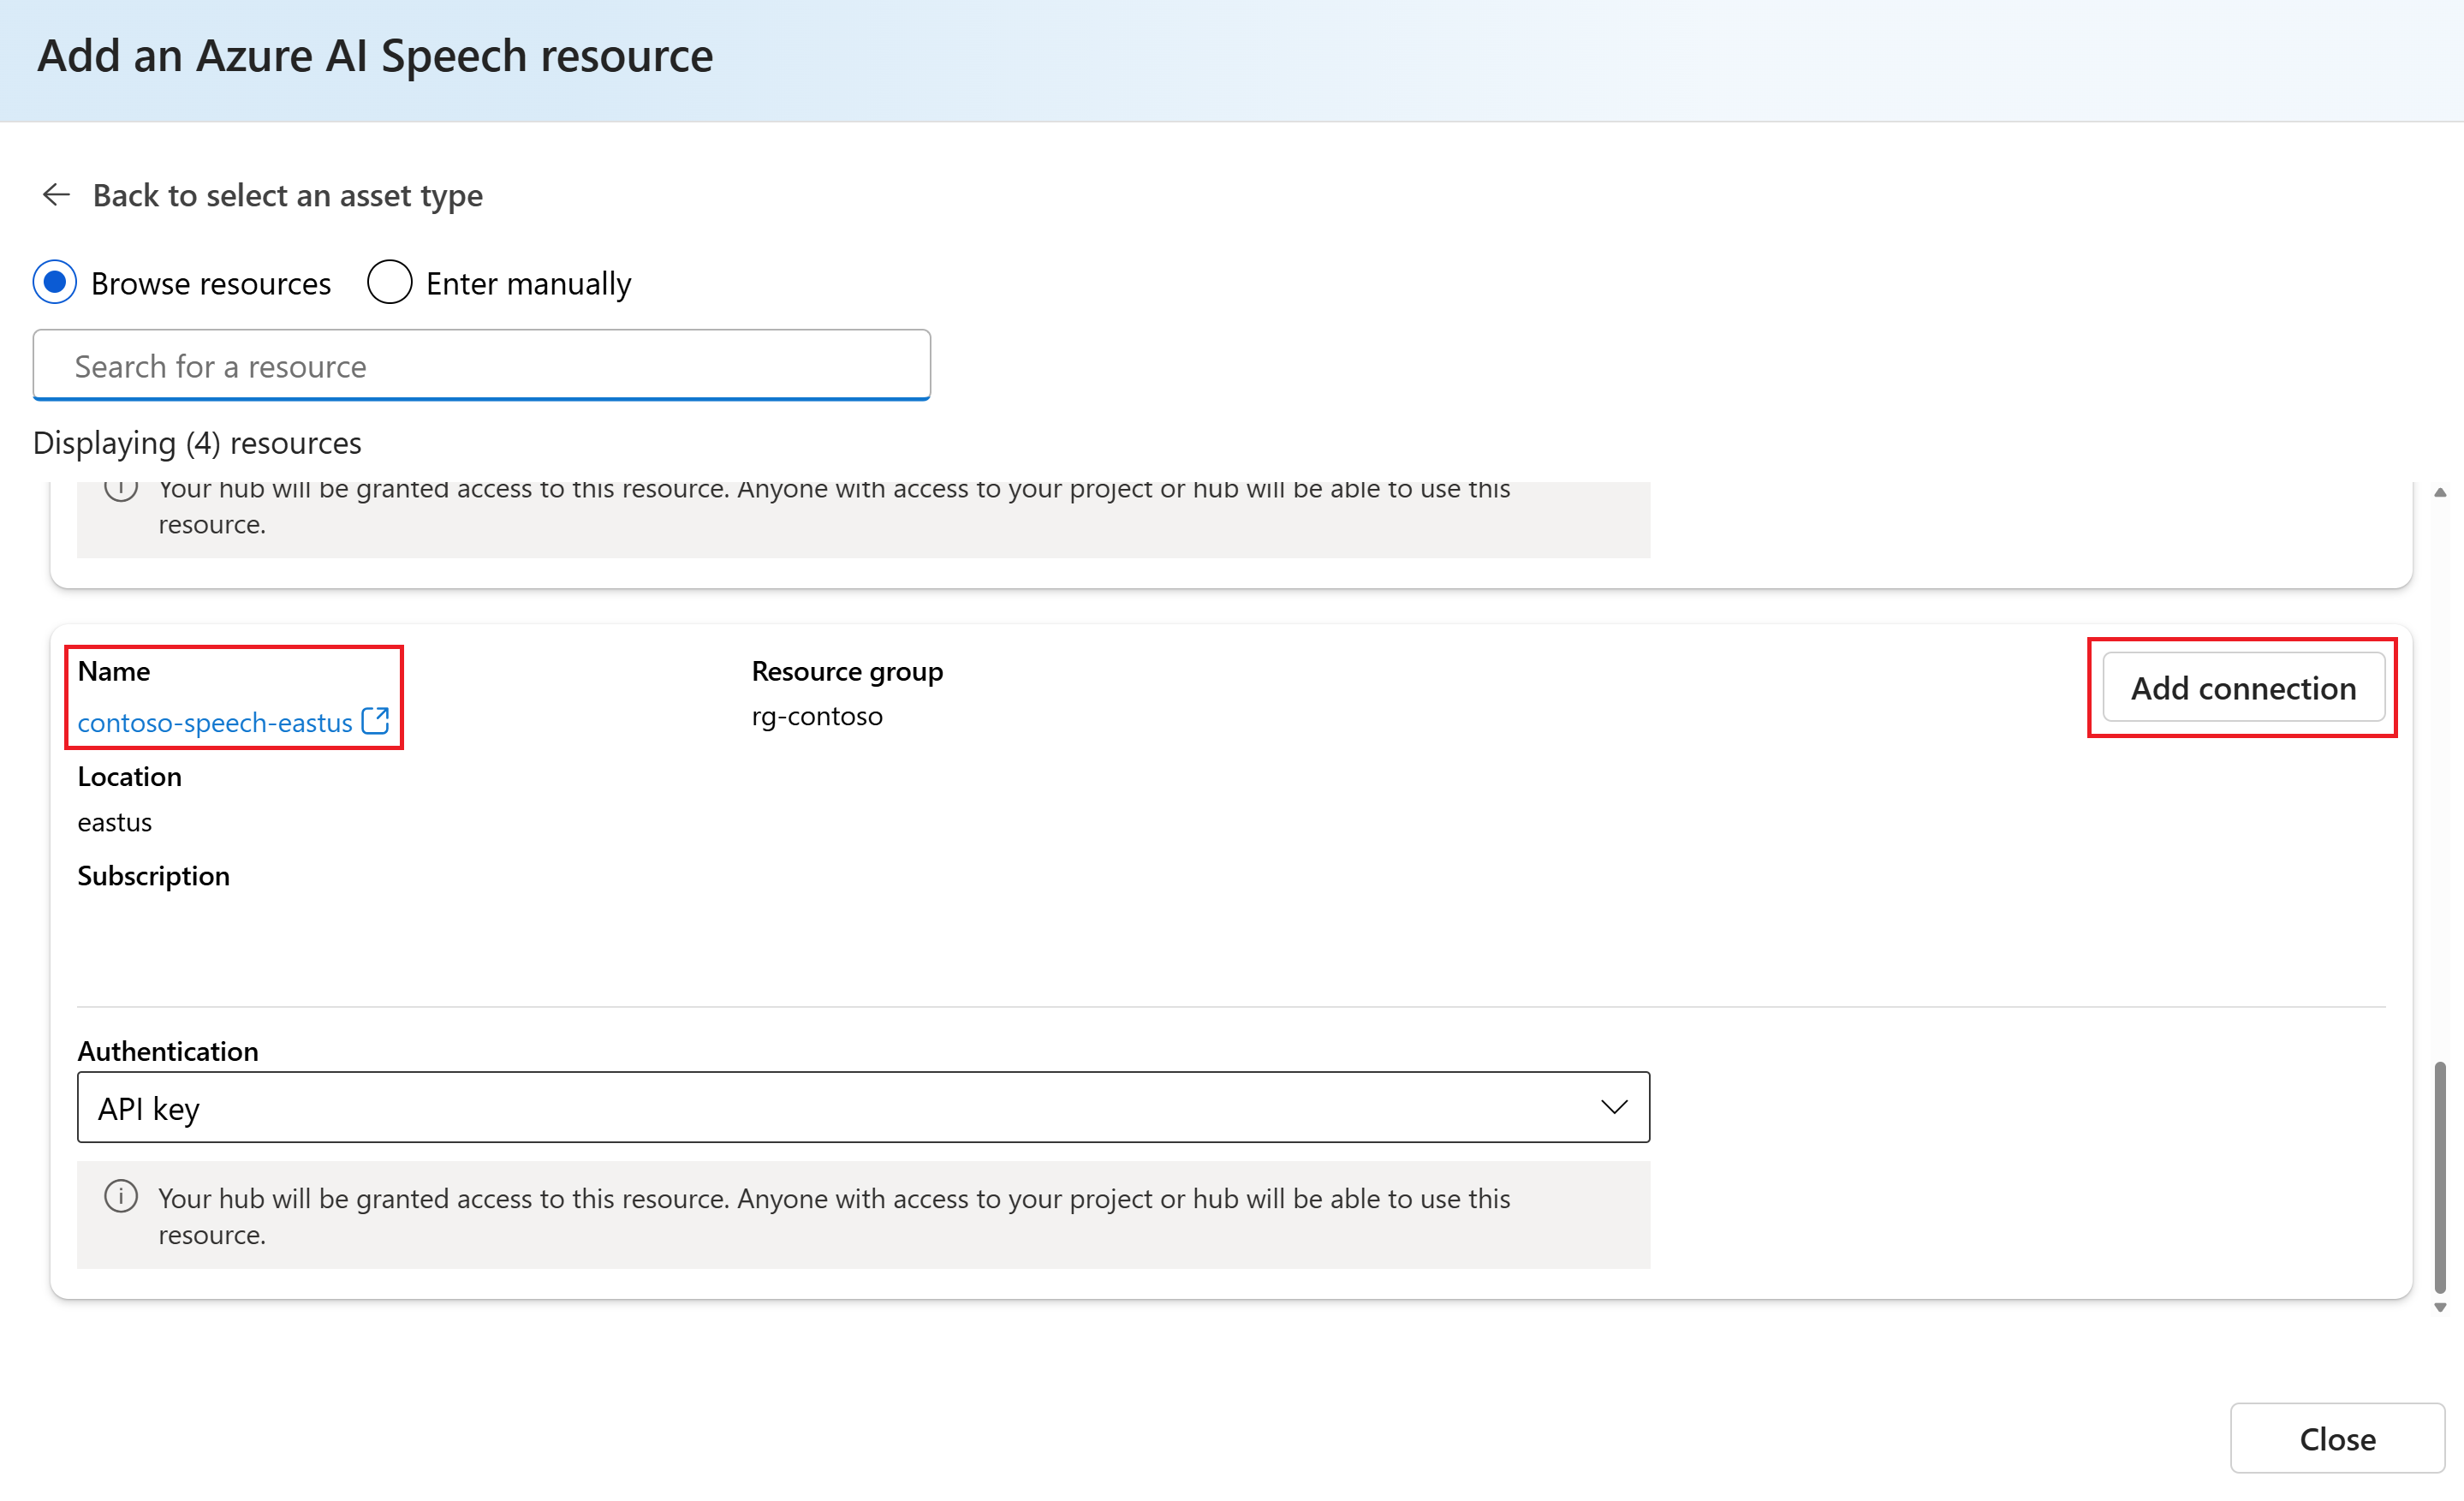 Add an Azure AI Speech resource
Back to select an asset type
Browse resources Enter manually
Search for a resource
Displaying (4) resources
Your hub will be granted access to this resource. Anyone with access to your project or hub will be able to use this
resource.
Name Resource group
Add connection
contoso-speech-eastus rg-contoso
Location
eastus
Subscription
Authentication
API key
Your hub will be granted access to this resource. Anyone with access to your project or hub will be able to use this
resource.
Close